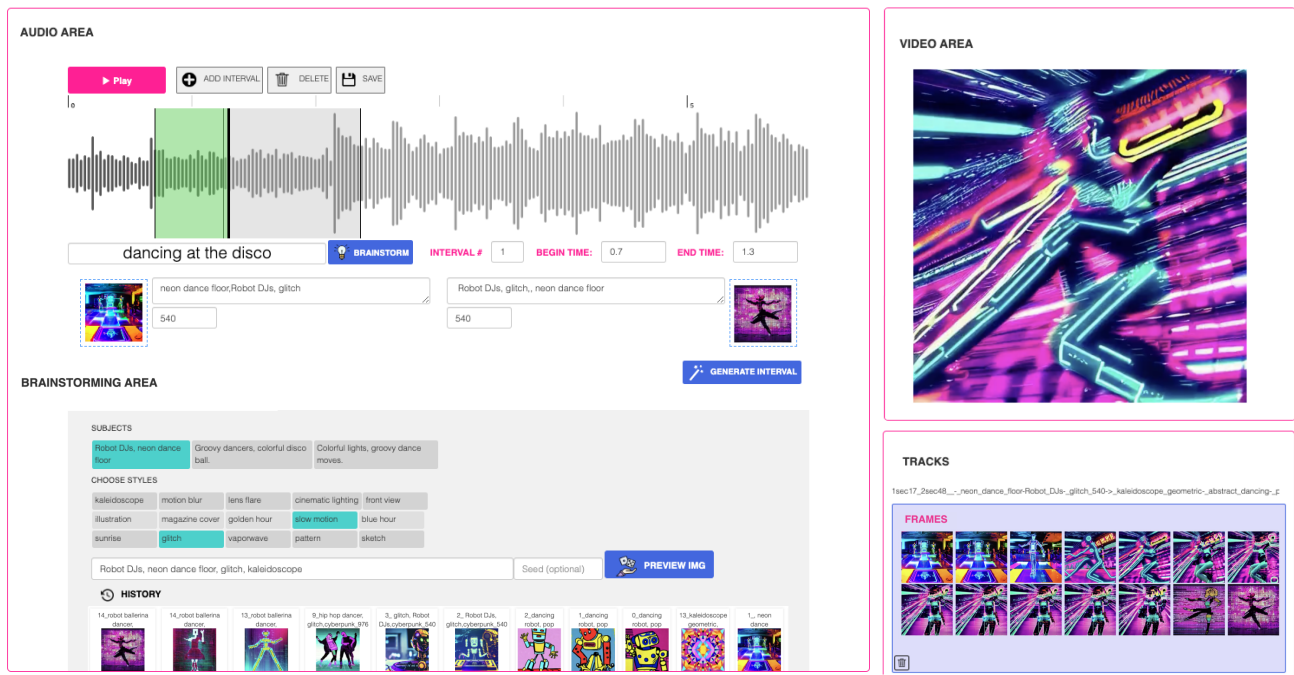 AUDIO AREA
Play
ADD INTERVAL
DELETE
SAVE
0
5
dancing at the disco
BRAINSTORM
INTERVAL #
1
BEGIN TIME:
0.7
END TIME:
1.3
neon dance floor,Robot DJs, glitch
540
Robot DJs, glitch,, neon dance floor
540
GENERATE INTERVAL
BRAINSTORMING AREA
SUBJECTS
Robot DJs, neon dance
floor
Groovy dancers, colorful disco
ball.
Colorful lights, groovy dance
moves.
CHOOSE STYLES
kaleidoscope
motion blur
lens flare
cinematic lighting
front view
illustration
magazine cover
golden hour
slow motion
blue hour
sunrise
glitch
vaporwave
pattern
sketch
Robot DJs, neon dance floor, glitch, kaleidoscope
Seed (optional)
PREVIEW IMG
HISTORY
14_robot ballerina
dancer,
14_robot ballerina
dancer,
13_robot ballerina
dancer,
9_hip hop dancer,
glitch,cyberpunk_976
3_ glitch, Robot
DJs,cyberpunk_540
2_ Robot DJs,
glitch,cyberpunk_540
2_dancing
robot, pop
1_dancing
robot, pop
0_dancing
robot, pop
13_kaleidoscope
geometric,
1_, neon
dance
VIDEO AREA
TRACKS
1sec17_2sec48__-_neon_dance_floor-Robot_DJs-_glitch_540->_kaleidoscope_geometric-_abstract_dancing-_p
FRAMES